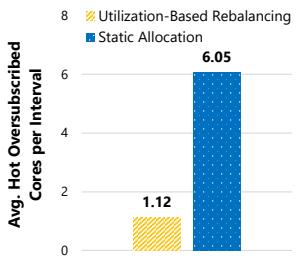 Avg. Hot Oversubscribed
Cores per Interval
8
6
4
2
0
Utilization-Based Rebalancing
Static Allocation
6.05
1.12